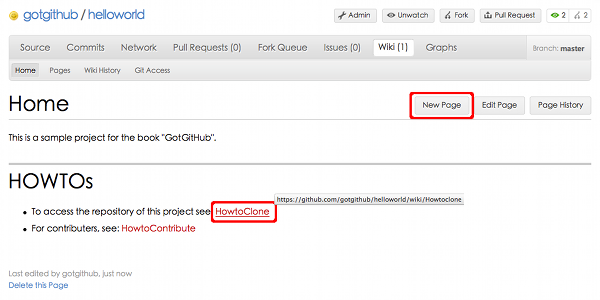 gotgithub / helloworld
Admin Unwatch Fork Pull Request 2 2
Source Commits Network Pull Requests (0) Fork Queue Issues (0) Wiki (1) Graphs Branch: master
Home Pages Wiki History Git Access
Home
New Page Edit Page Page History
This is a sample project for the book "GotGitHub".
HOWTOs
https://github.com/gotgithub/helloworld/wiki/Howtoclone
To access the repository of this project see: HowtoClone
For contributers, see: HowtoContribute
Last edited by gotgithub, just now
Delete this Page